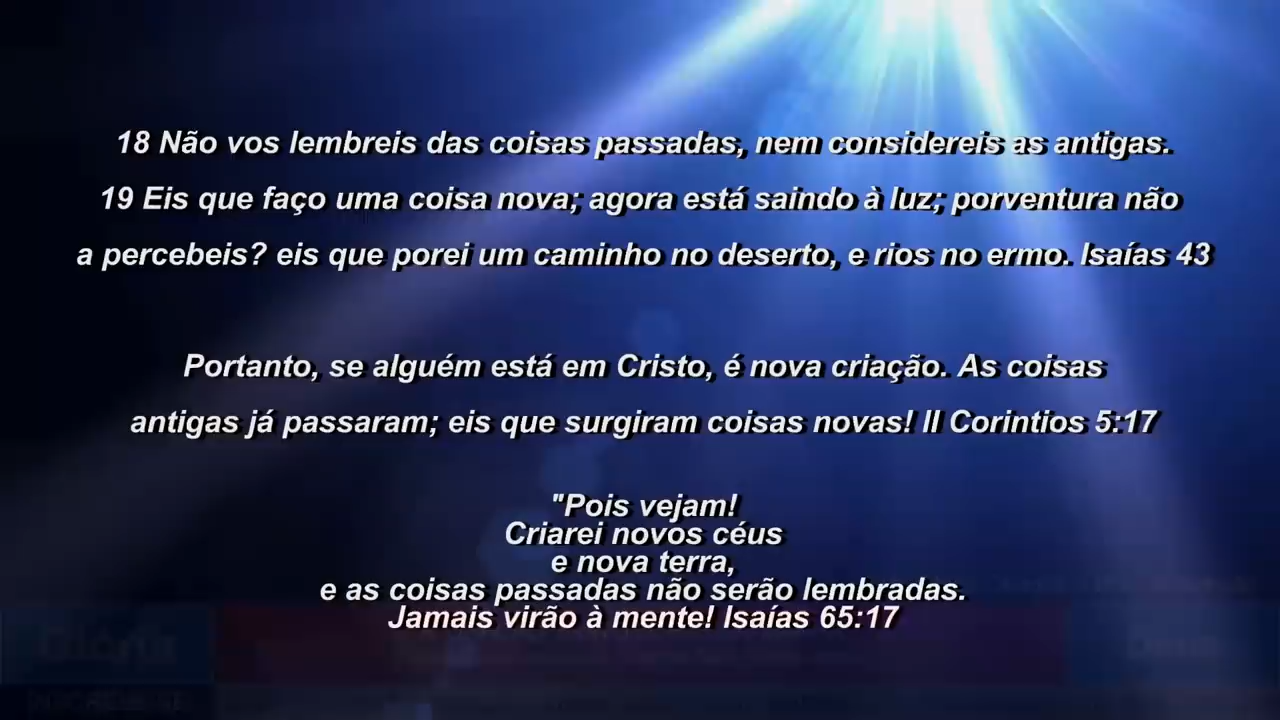 18 Não vos lembreis das coisas passadas, nem considereis as antigas.
19 Eis que faço uma coisa nova; agora está saindo à luz; porventura não
a percebeis? eis que porei um caminho no deserto, e rios no ermo. Isaías 43
Portanto, se alguém está em Cristo, é nova criação. As coisas
antigas já passaram; eis que surgiram coisas novas! II Corintios 5:17
"Pois vejam!
Criarei novos céus
e nova terra,
e as coisas passadas não serão lembradas.
Jamais virão à mente! Isaías 65:17